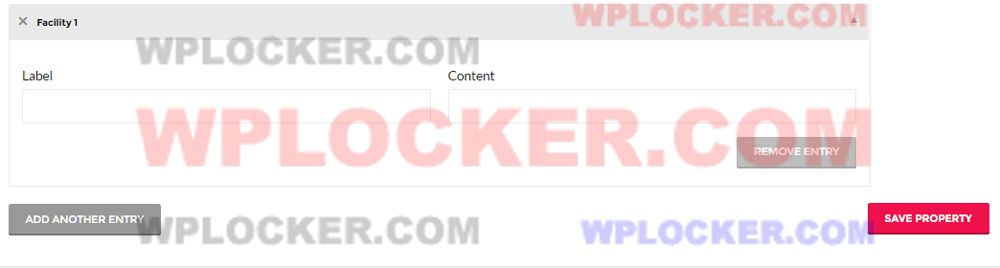 WPLOCKER.COM
✕ Facility 1
WPLOCKER.COM
Label Content
WPLOCKER.COM
REMOVE ENTRY
ADD ANOTHER ENTRY SAVE PROPERTY
WPLOCKER.COM WPLOCKER.COM